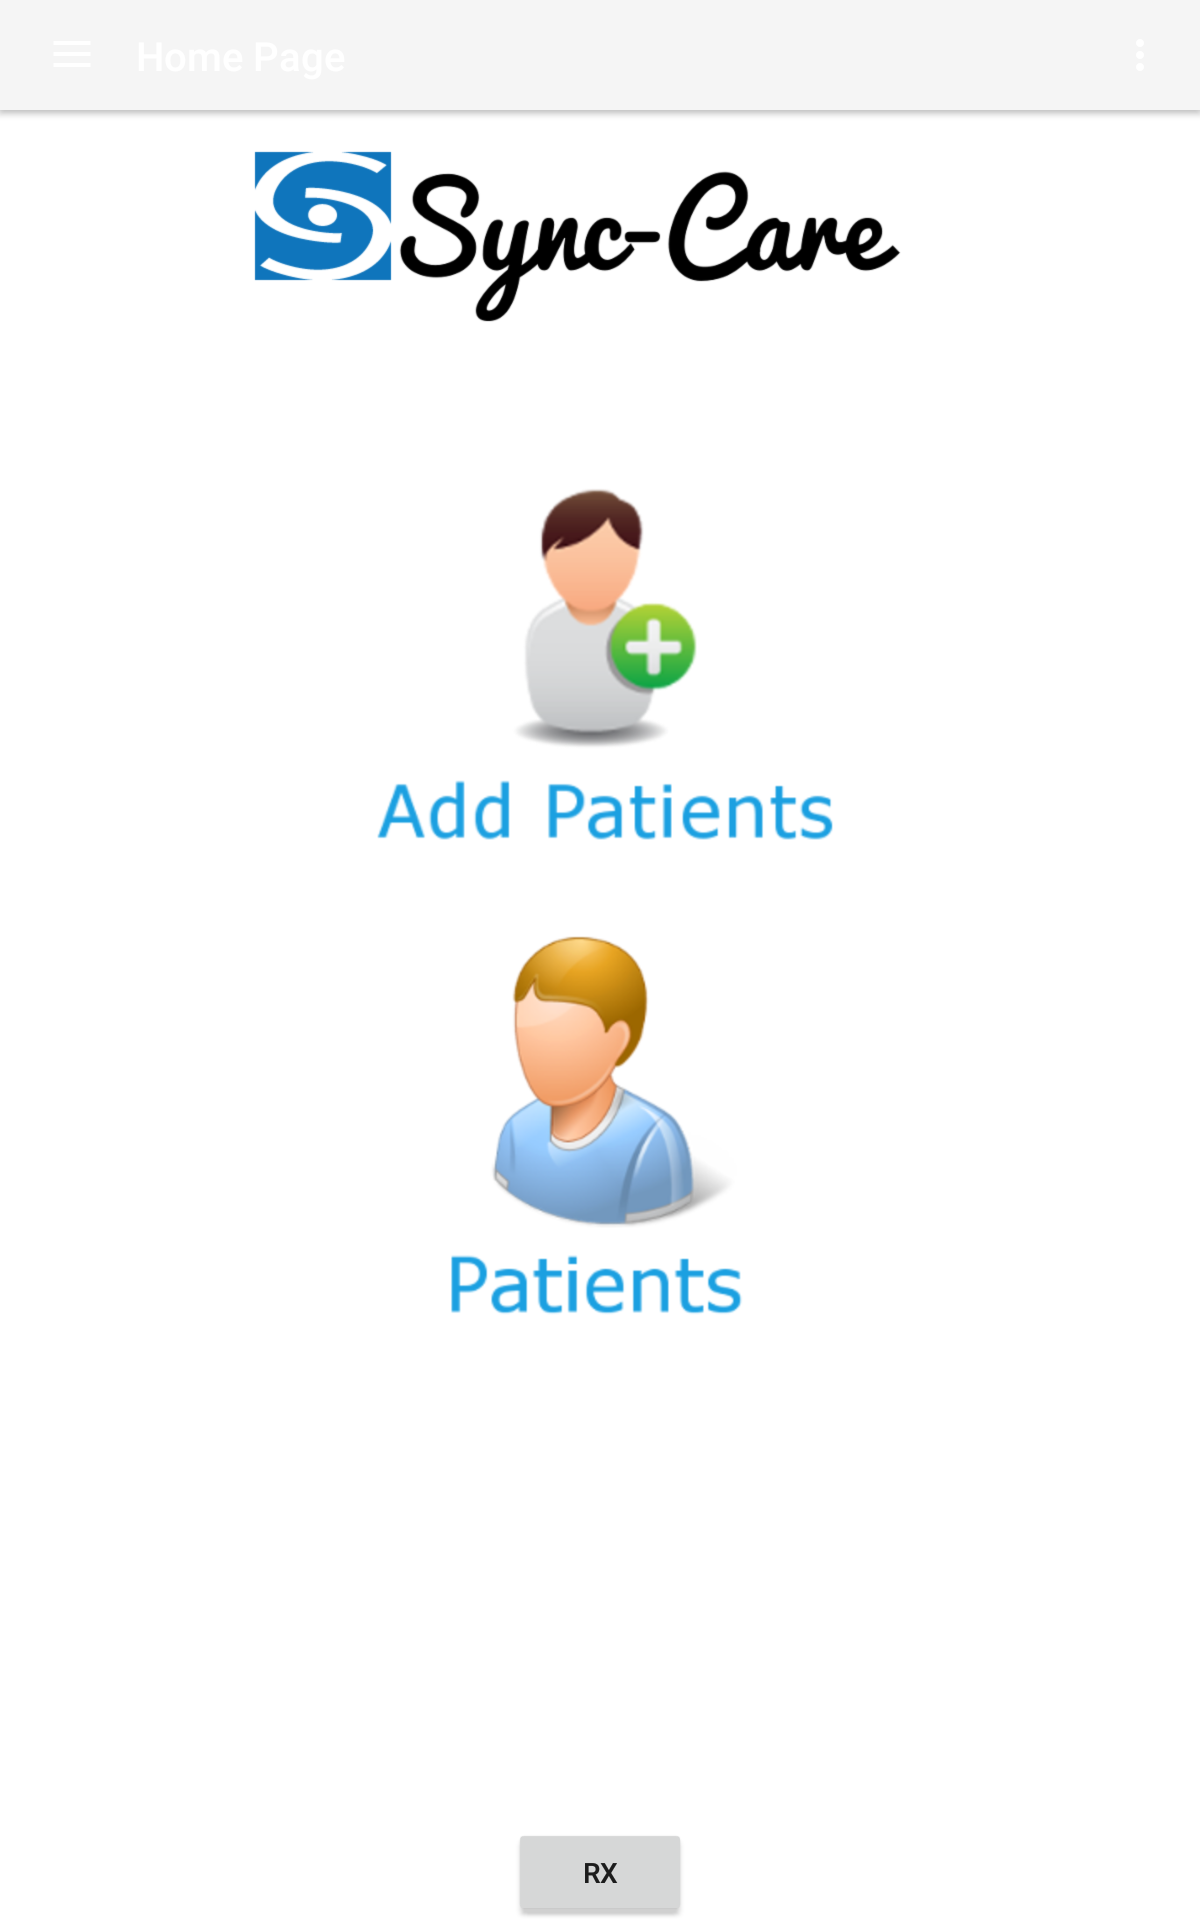 Home Page
Sync-Care
Add Patients
Patients
RX